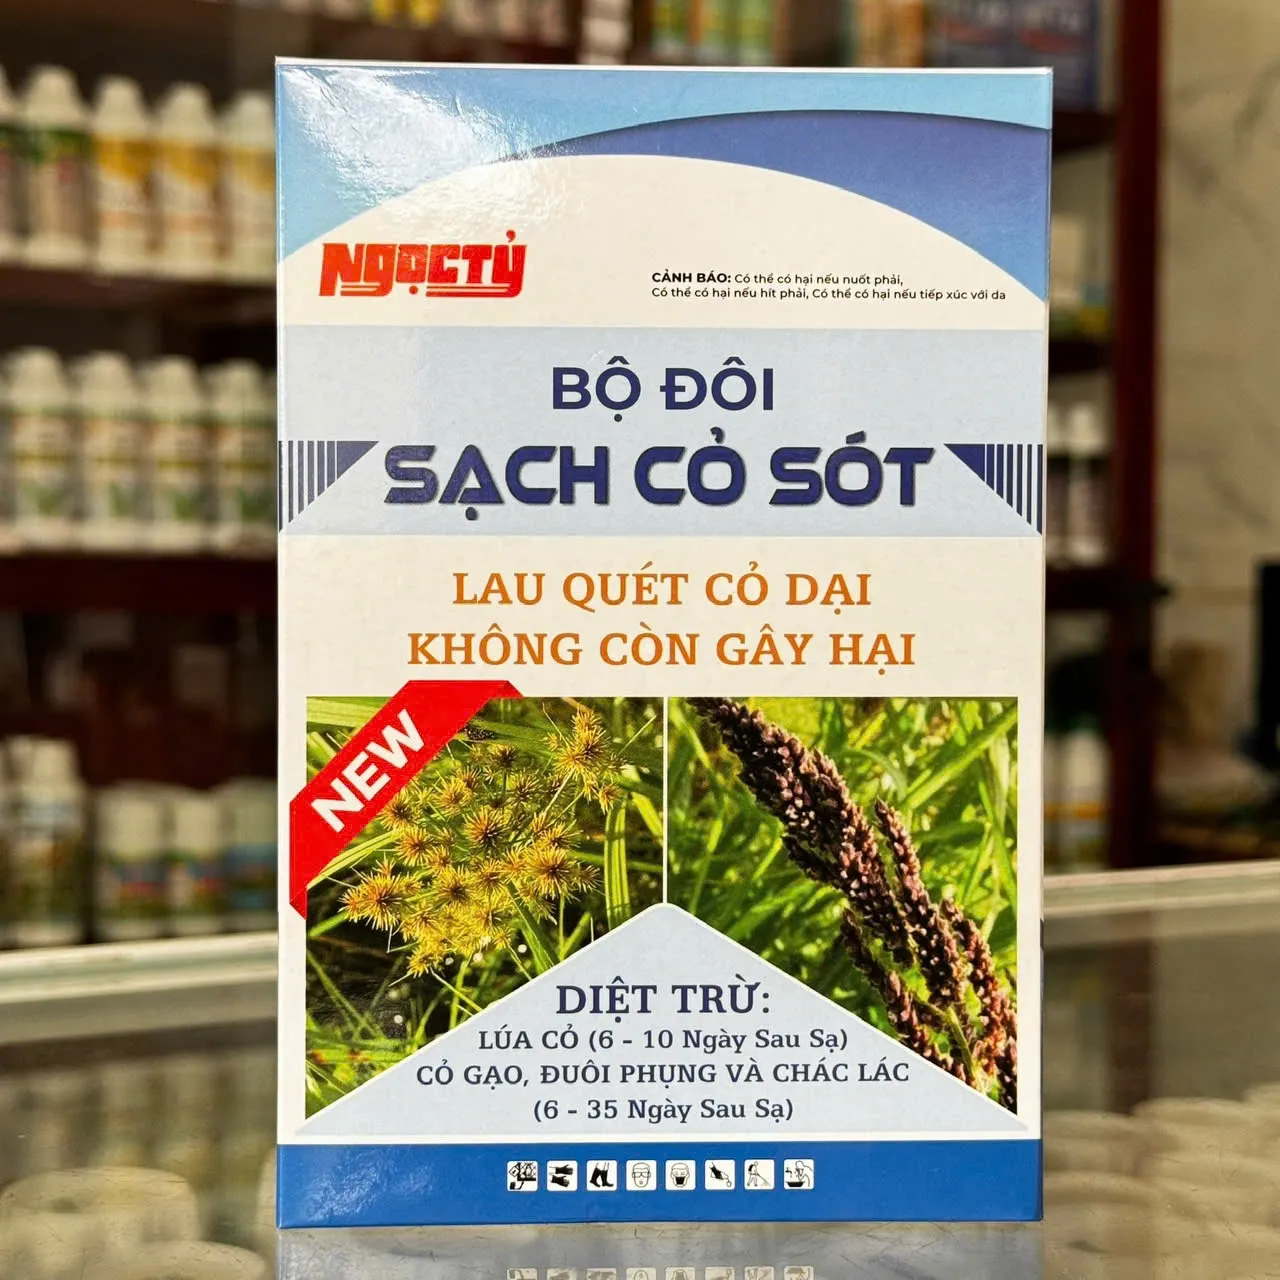 NGỌCTỶ
CẢNH BÁO: Có thể có hại nếu nuốt phải,
Có thể có hại nếu hít phải, Có thể có hại nếu tiếp xúc với da
BỘ ĐÔI
SẠCH CỎ SÓT
LAU QUÉT CỎ DẠI
KHÔNG CÒN GÂY HẠI
NEW
DIỆT TRỪ:
LÚA CỎ (6 - 10 Ngày Sau Sạ)
CỎ GẠO, ĐUÔI PHỤNG VÀ CHÁC LÁC
(6 - 35 Ngày Sau Sạ)